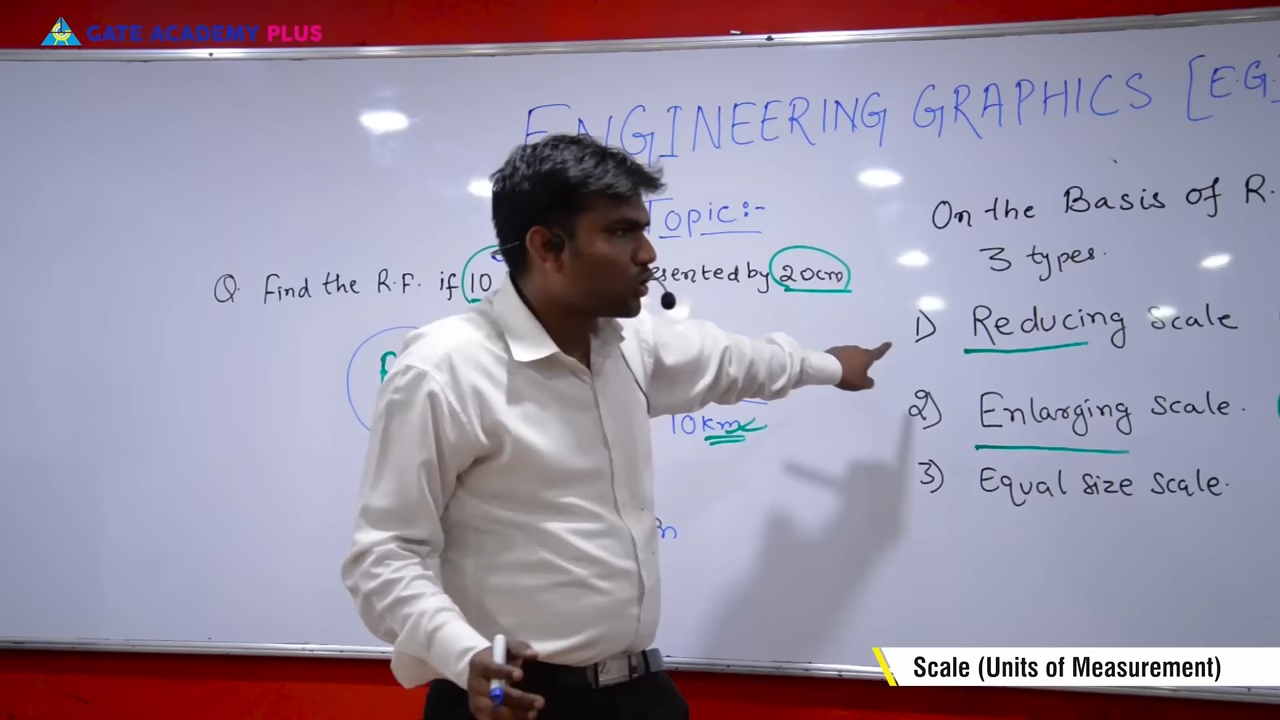 GATE ACADEMY PLUS
ENGINEERING GRAPHICS [E.G.
Topic:-
Q. Find the R.F. if 10 esented by 20cm
10km
On the Basis of R.
3 types.
1) Reducing Scale
2) Enlarging Scale.
3) Equal size scale.
Scale (Units of Measurement)